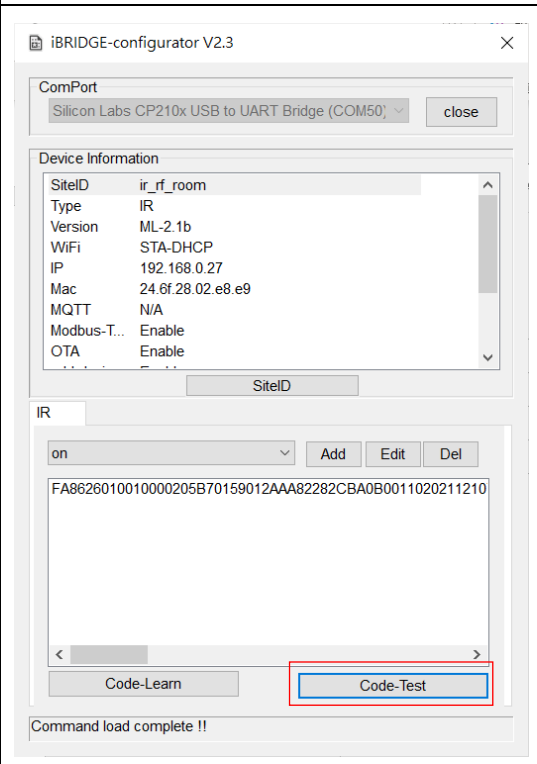 iBRIDGE-configurator V2.3
ComPort
Silicon Labs CP210x USB to UART Bridge (COM50)
close
Device Information
SiteID ir_rf_room
Type IR
Version ML-2.1b
WiFi STA-DHCP
IP 192.168.0.27
Mac 24.6f.28.02.e8.e9
MQTT N/A
Modbus-T... Enable
OTA Enable
SiteID
IR
on
Add Edit Del
FA8626010010000205B70159012AAA82282CBA0B0011020211210
Code-Learn
Code-Test
Command load complete !!